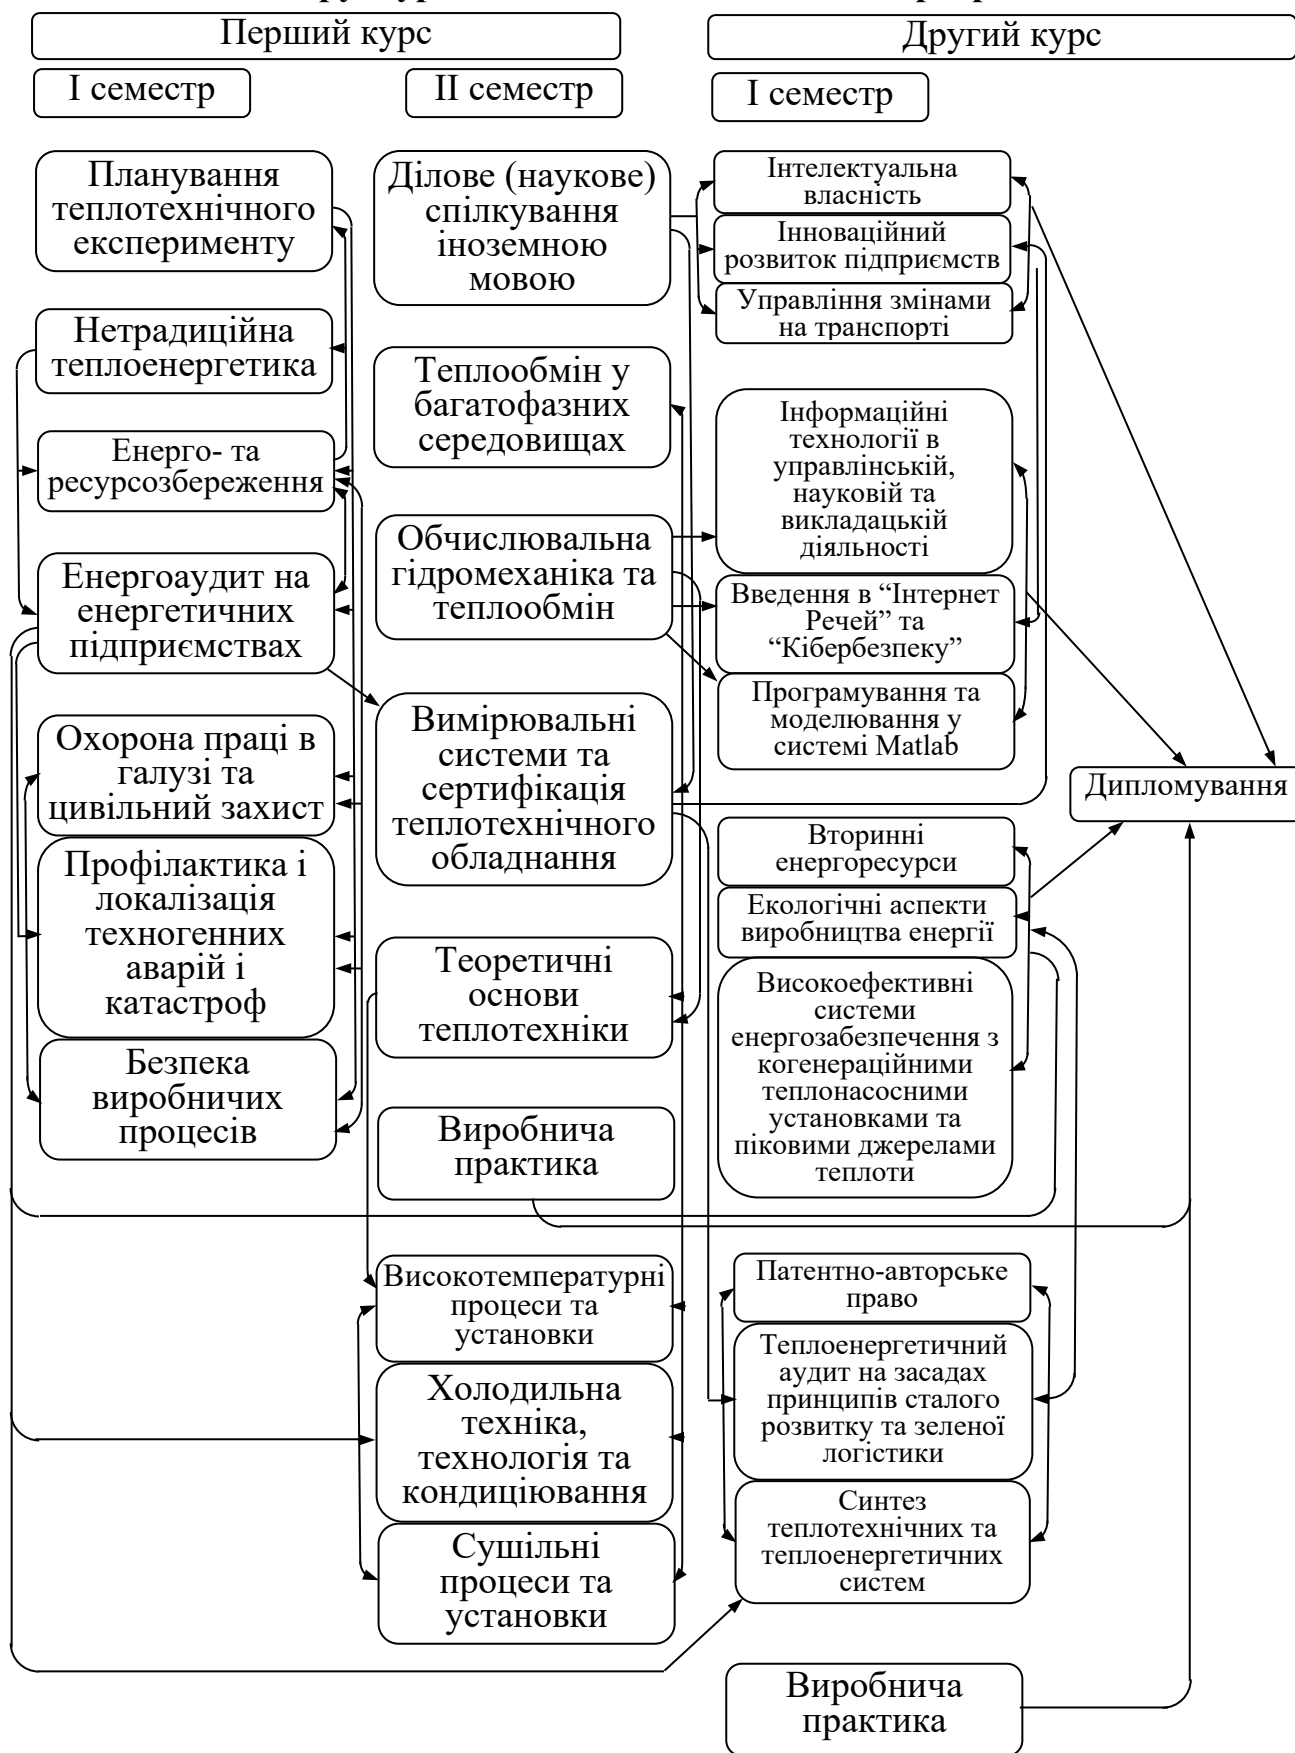 Перший курс
Другий курс
І семестр
ІІ семестр
І семестр
Планування
теплотехнічного
експерименту
Нетрадиційна
теплоенергетика
Енерго- та
ресурсозбереження
Енергоаудит на
енергетичних
підприємствах
Охорона праці в
галузі та
цивільний захист
Профілактика і
локалізація
техногенних
аварій і
катастроф
Безпека
виробничих
процесів
Ділове (наукове)
спілкування
іноземною
мовою
Теплообмін у
багатофазних
середовищах
Обчислювальна
гідромеханіка та
теплообмін
Вимірювальні
системи та
сертифікація
теплотехнічного
обладнання
Теоретичні
основи
теплотехніки
Виробнича
практика
Високотемпературні
процеси та
установки
Холодильна
техніка,
технологія та
кондиціювання
Сушільні
процеси та
установки
Інтелектуальна
власність
Інноваційний
розвиток підприємств
Управління змінами
на транспорті
Інформаційні
технології в
управлінській,
науковій та
викладацькій
діяльності
Введення в “Інтернет
Речей” та
“Кібербезпеку”
Програмування та
моделювання у
системі Matlab
Вторинні
енергоресурси
Екологічні аспекти
виробництва енергії
Високоефективні
системи
енергозабезпечення з
когенераційними
теплонасосними
установками та
піковими джерелами
теплоти
Патентно-авторське
право
Теплоенергетичний
аудит на засадах
принципів сталого
розвитку та зеленої
логістики
Синтез
теплотехнічних та
теплоенергетичних
систем
Виробнича
практика
Дипломування